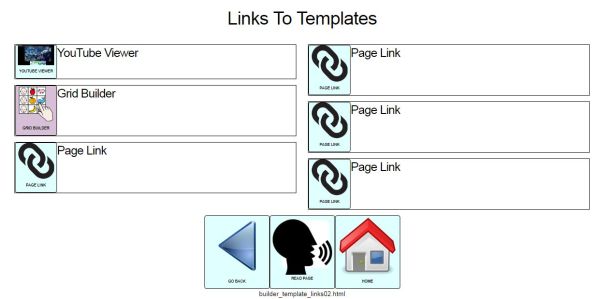 Links To Templates
YouTube Viewer
YOUTUBE VIEWER
Grid Builder
GRID BUILDER
Page Link
PAGE LINK
Page Link
PAGE LINK
Page Link
PAGE LINK
Page Link
PAGE LINK
GO BACK
READ PAGE
HOME
builder_template_links02.html